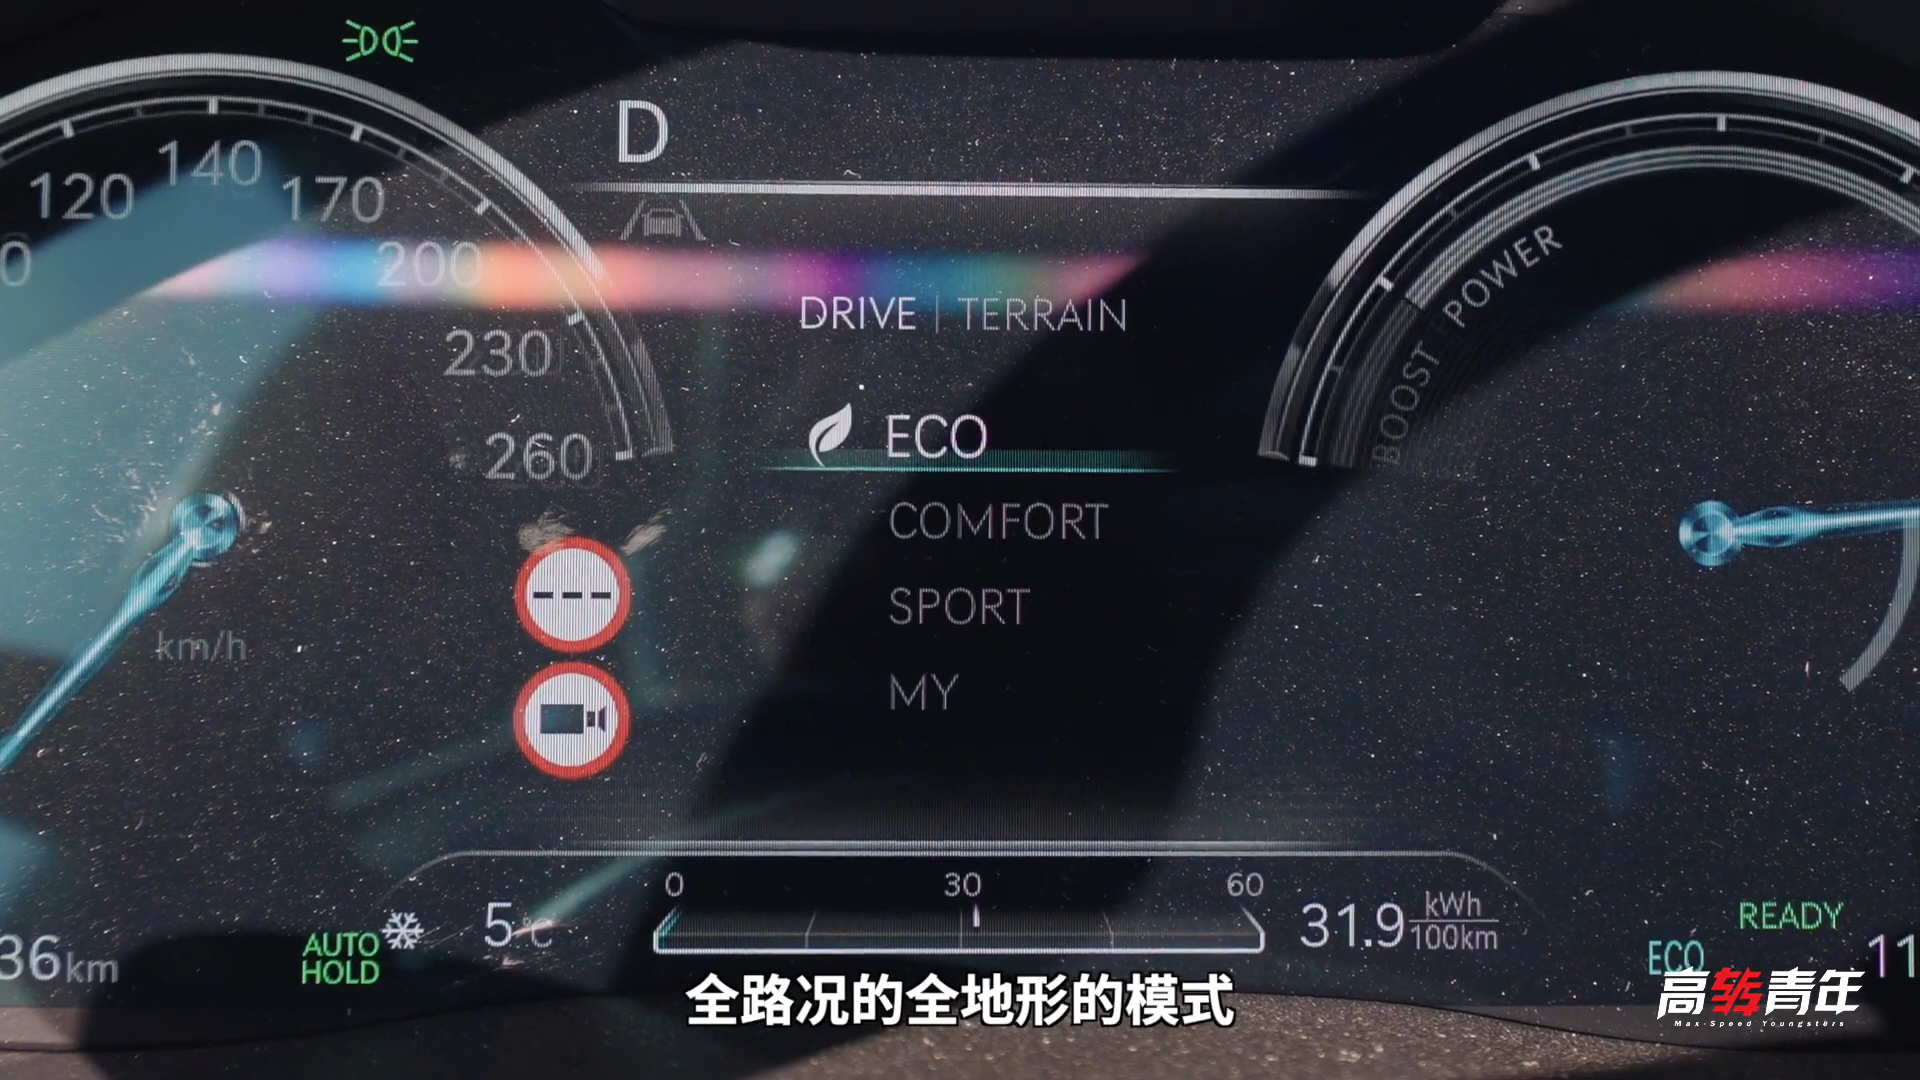 D
120
140
170
200
230
260
km/h
DRIVE | TERRAIN
ECO
COMFORT
SPORT
MY
BOOST POWER
0 30 60
36km
AUTO
HOLD
5°C
31.9 kWh
100km
READY
ECO
11
全路况的全地形的模式
高转青年
Max-Speed Youngsters